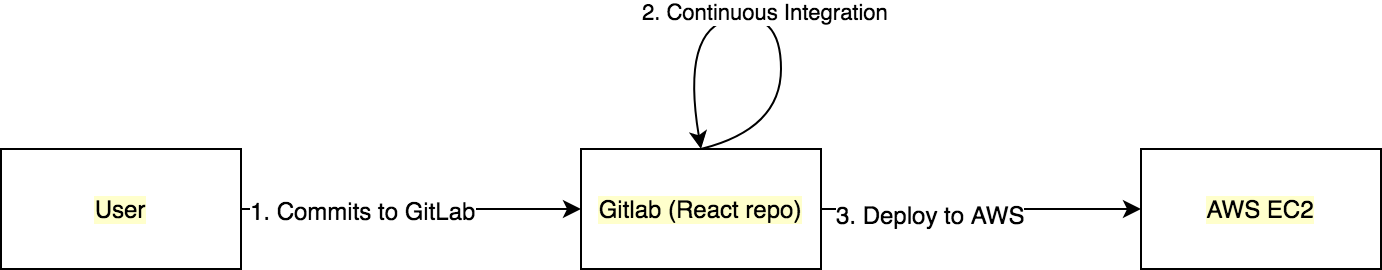 2. Continuous Integration
User
1. Commits to GitLab
Gitlab (React repo)
3. Deploy to AWS
AWS EC2